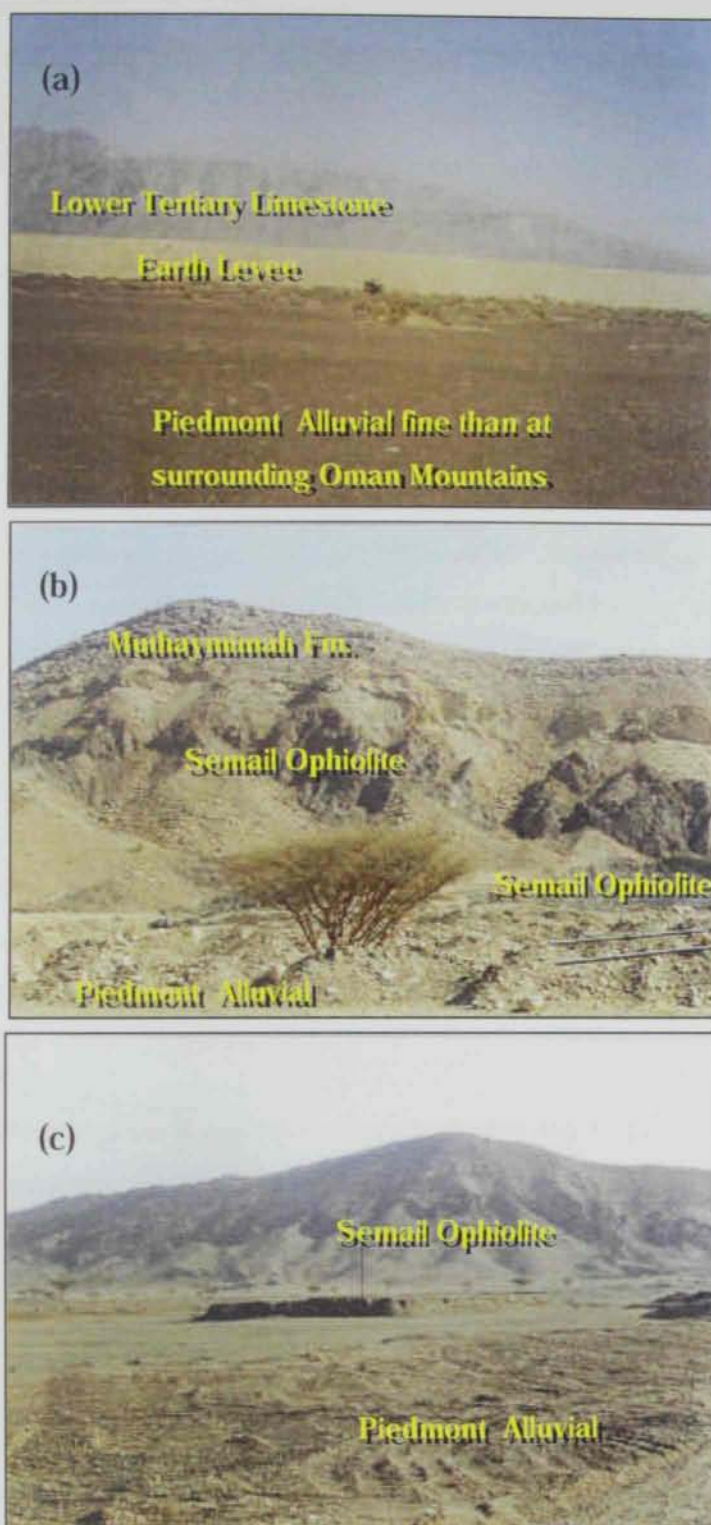 (a)
Lower Tertiary Limestone
Earth Levee
Piedmont Alluvial fine than at
surrounding Oman Mountains
(b)
Muthaymimah Fm.
Semail Ophiolite
Semail Ophiolite
Piedmont Alluvial
(c)
Semail Ophiolite
Piedmont Alluvial